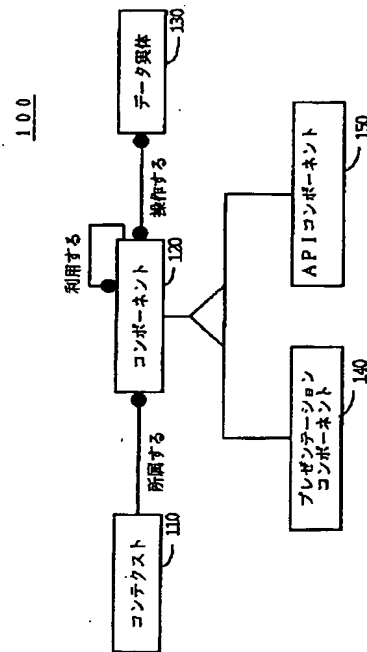 100
コンテクスト
110
所属する
利用する
コンポーネント
120
操作する
データ実体
130
プレゼンテーション
コンポーネント
140
APIコンポーネント
150